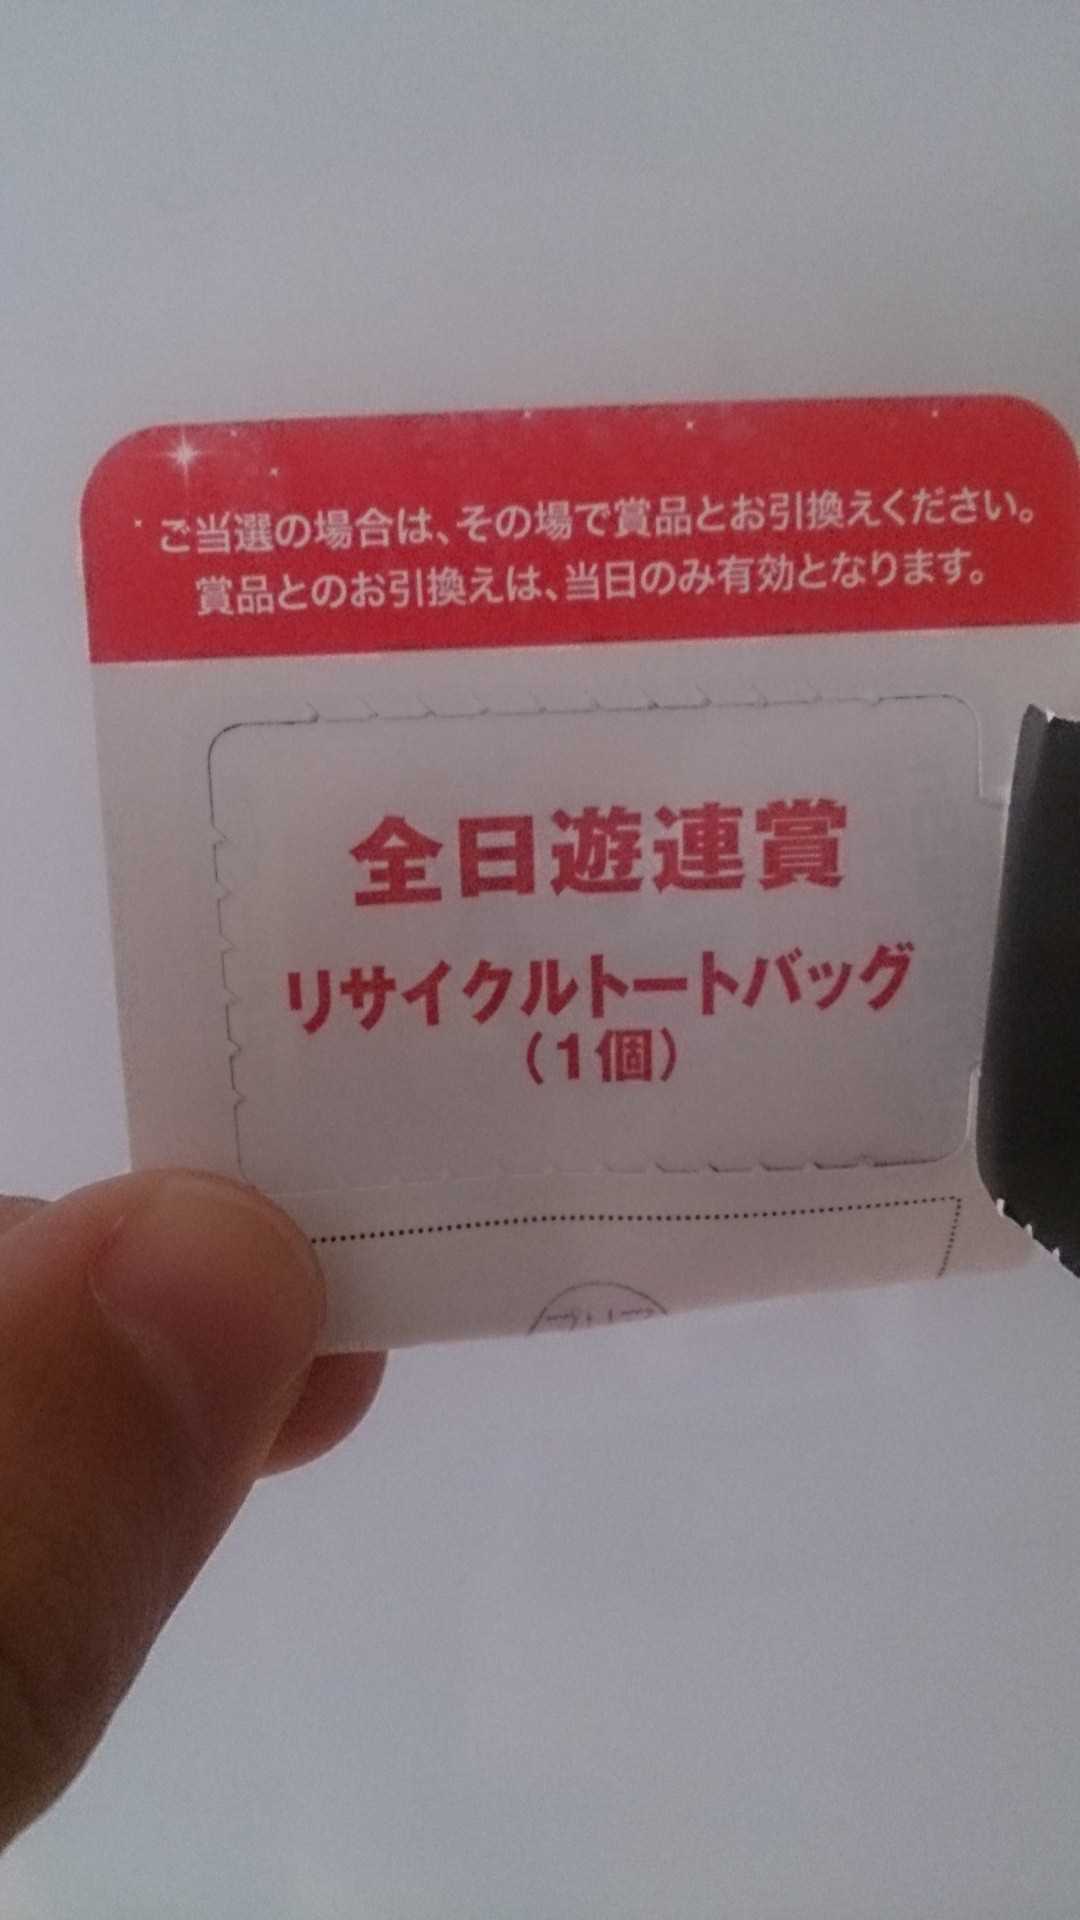 ご当選の場合は、その場で賞品とお引換えください。
賞品とのお引換えは、当日のみ有効となります。
全日遊連賞
リサイクルトートバッグ
（1個）